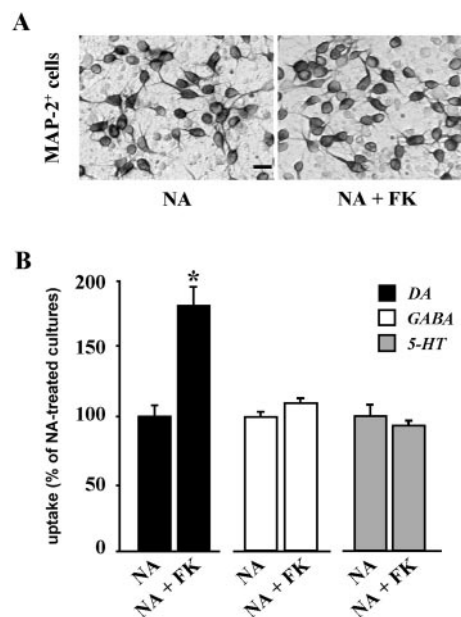 A
MAP-2+ cells
NA
NA + FK
B
uptake (% of NA-treated cultures)
200
150
100
50
0
*
DA
GABA
5-HT
NA
NA + FK
NA
NA + FK
NA
NA + FK